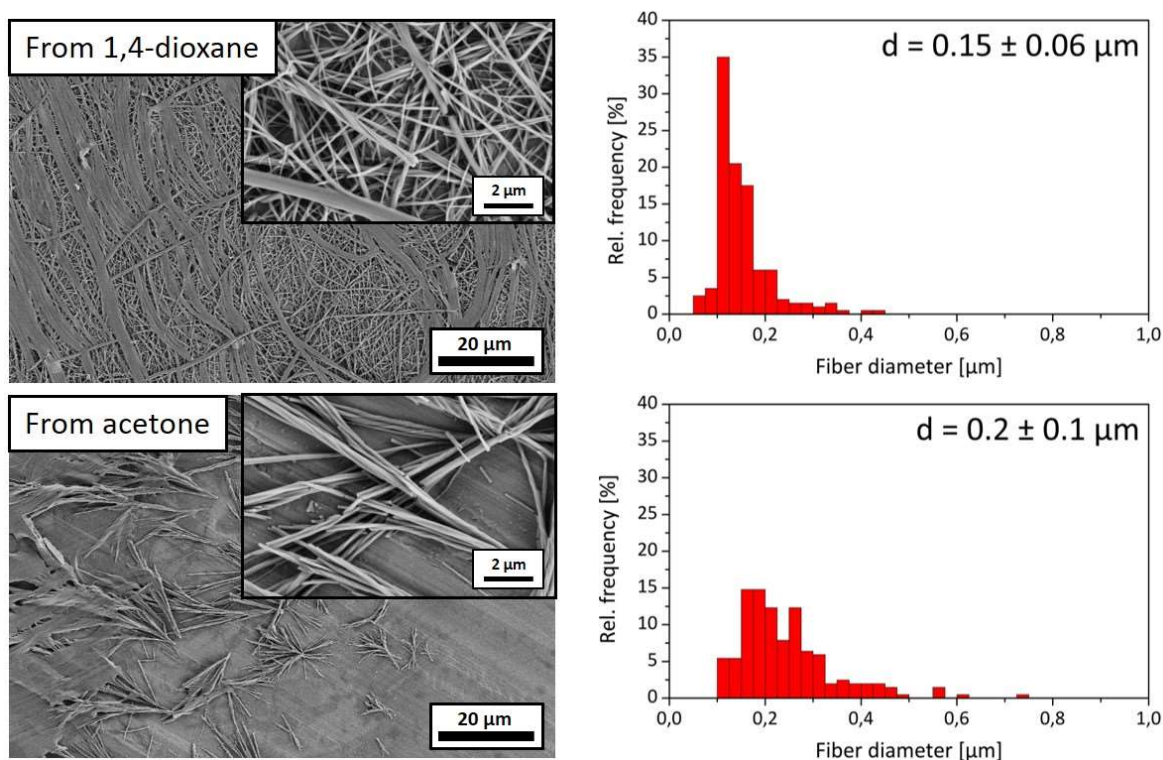 From 1,4-dioxane
2 µm
20 µm
d = 0.15 ± 0.06 µm
Rel. frequency [%]
40
35
30
25
20
15
10
5
0
0,0 0,2 0,4 0,6 0,8 1,0
Fiber diameter [µm]
From acetone
2 µm
20 µm
d = 0.2 ± 0.1 µm
Rel. frequency [%]
40
35
30
25
20
15
10
5
0
0,0 0,2 0,4 0,6 0,8 1,0
Fiber diameter [µm]